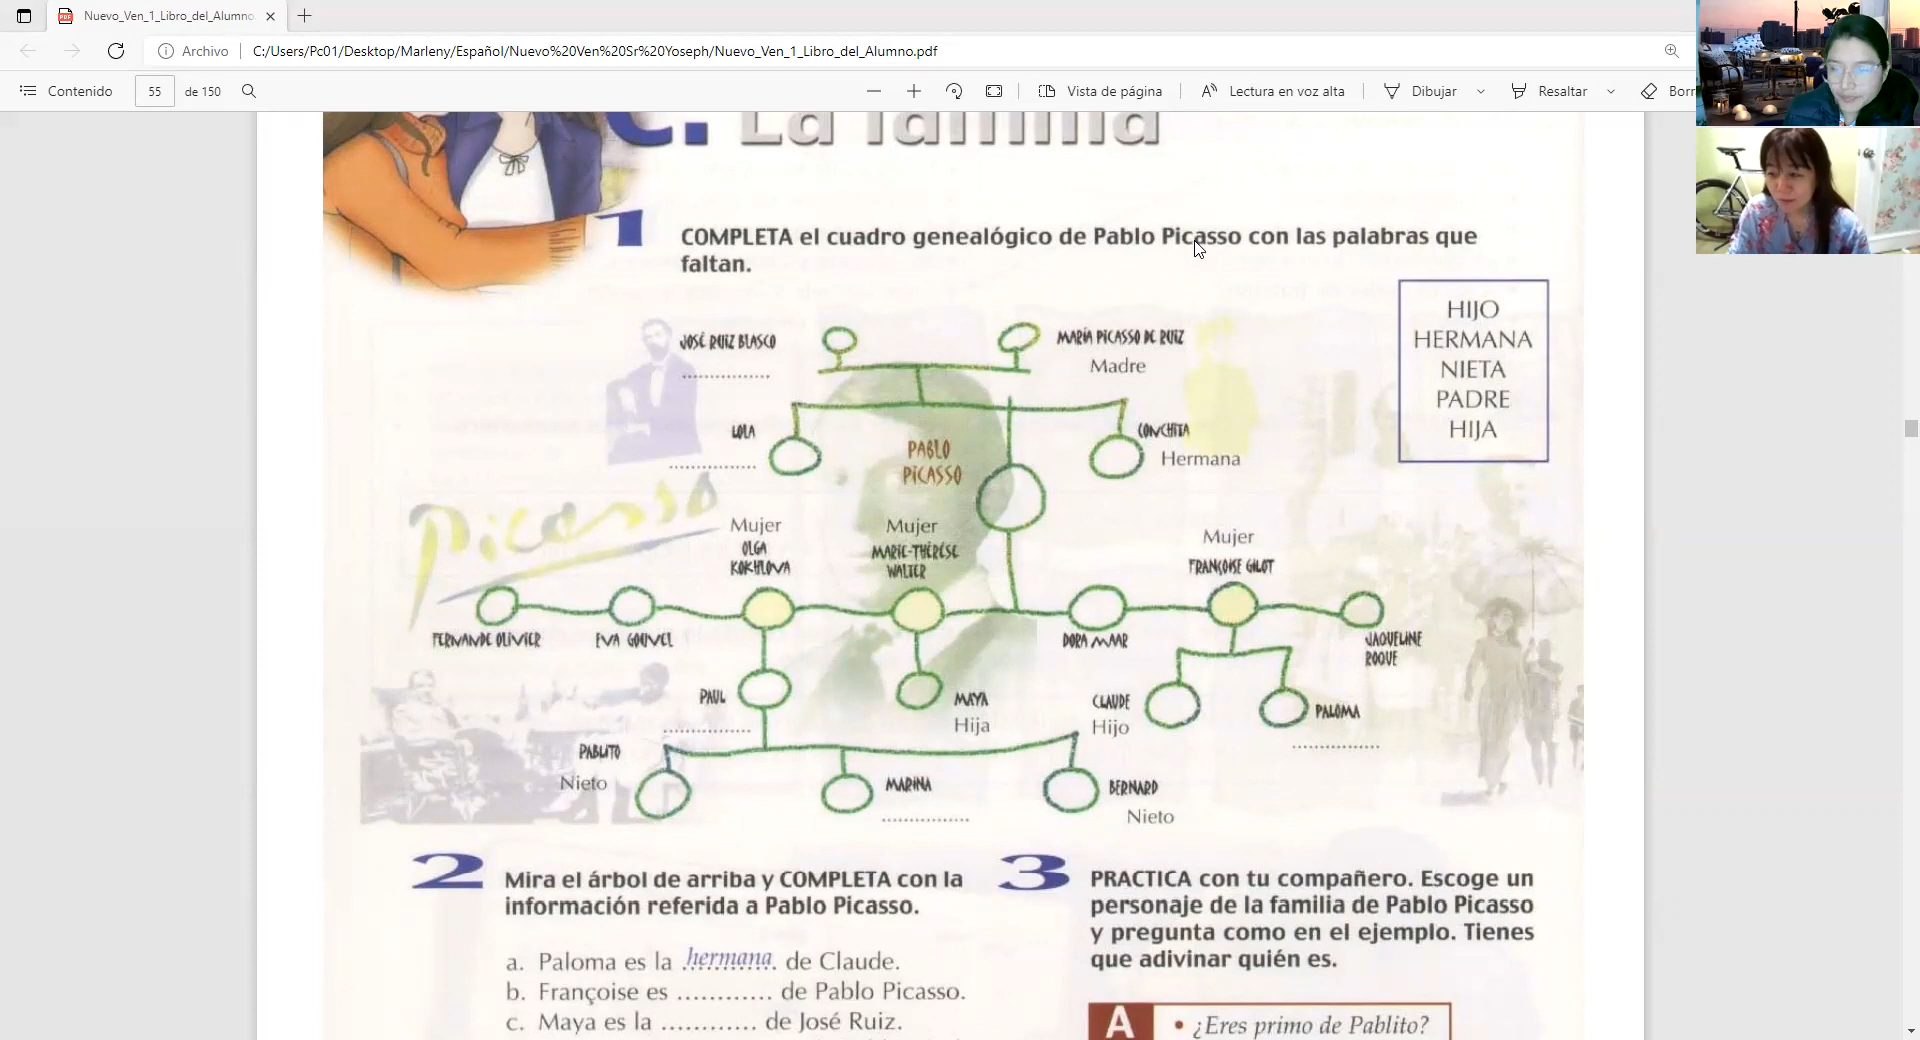 Nuevo_Ven_1_Libro_del_Alumno.
Archivo
C:/Users/Pc01/Desktop/Marleny/Español/Nuevo%20Ven%20Sr%20Yoseph/Nuevo_Ven_1_Libro_del_Alumno.pdf
Contenido
55
de 150
Vista de página
Lectura en voz alta
Dibujar
Resaltar
C. La familia
1
COMPLETA el cuadro genealógico de Pablo Picasso con las palabras que
faltan.
HIJO
HERMANA
NIETA
PADRE
HIJA
JOSÉ RUIZ BLASCO
MARÍA PICASSO DE RUIZ
Madre
LOLA
PABLO
PICASSO
CONCHITA
Hermana
Picasso
Mujer
OLGA
KOKHLOVA
Mujer
MARIE-THÉRÈSE
WALTER
Mujer
FRANÇOISE GILOT
FERNANDE OLIVIER
EVA GOUVEL
DORA MAAR
JAQUELINE
ROQUE
PAUL
MAYA
Hija
CLAUDE
Hijo
PALOMA
PABLITO
Nieto
MARINA
BERNARD
Nieto
2
Mira el árbol de arriba y COMPLETA con la
información referida a Pablo Picasso.
a. Paloma es la hermana de Claude.
b. Françoise es ............ de Pablo Picasso.
c. Maya es la ............ de José Ruiz.
3
PRACTICA con tu compañero. Escoge un
personaje de la familia de Pablo Picasso
y pregunta como en el ejemplo. Tienes
que adivinar quién es.
A
• ¿Eres primo de Pablito?